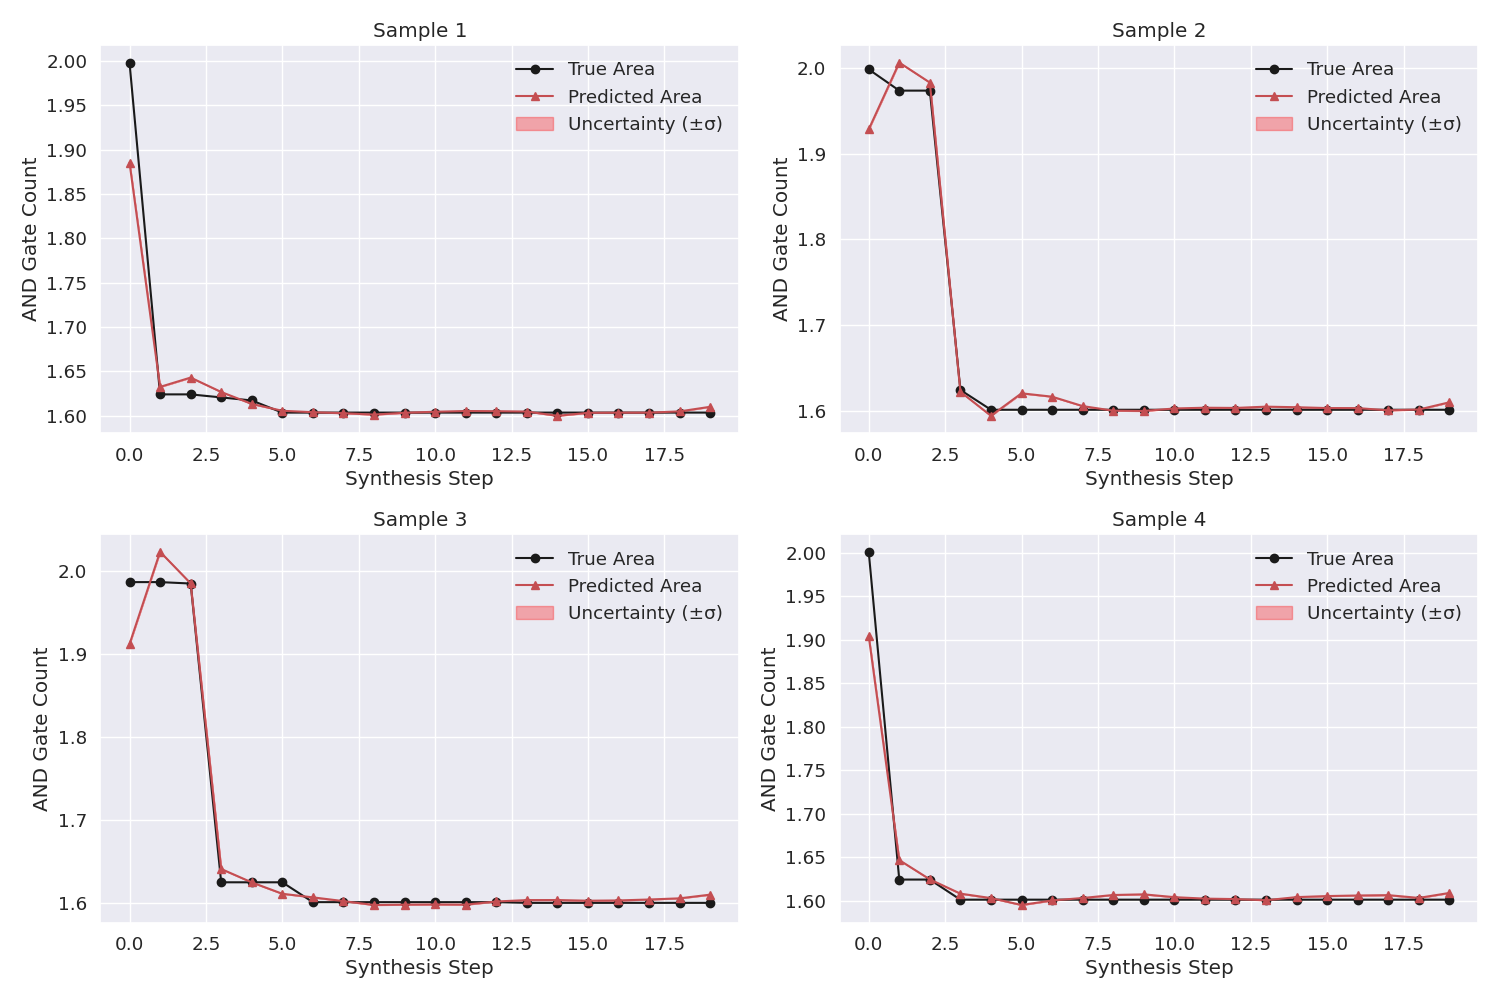 Sample 1
AND Gate Count
2.00
1.95
1.90
1.85
1.80
1.75
1.70
1.65
1.60
True Area
Predicted Area
Uncertainty (±σ)
0.0 2.5 5.0 7.5 10.0 12.5 15.0 17.5
Synthesis Step
Sample 2
AND Gate Count
2.0
1.9
1.8
1.7
1.6
True Area
Predicted Area
Uncertainty (±σ)
0.0 2.5 5.0 7.5 10.0 12.5 15.0 17.5
Synthesis Step
Sample 3
AND Gate Count
2.0
1.9
1.8
1.7
1.6
True Area
Predicted Area
Uncertainty (±σ)
0.0 2.5 5.0 7.5 10.0 12.5 15.0 17.5
Synthesis Step
Sample 4
AND Gate Count
2.00
1.95
1.90
1.85
1.80
1.75
1.70
1.65
1.60
True Area
Predicted Area
Uncertainty (±σ)
0.0 2.5 5.0 7.5 10.0 12.5 15.0 17.5
Synthesis Step